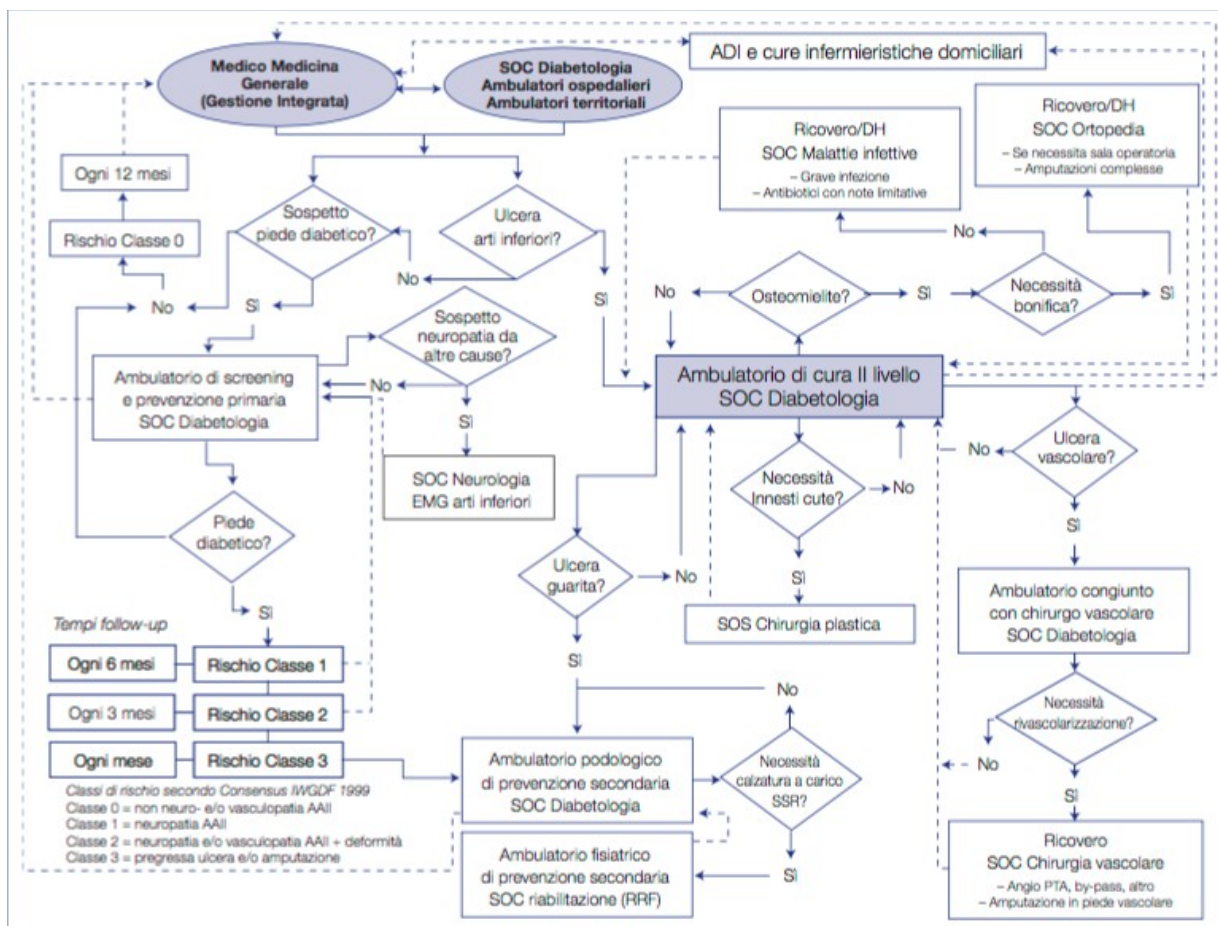 Medico Medicina
Generale
(Gestione Integrata)
SOC Diabetologia
Ambulatori ospedalieri
Ambulatori territoriali
ADI e cure infermieristiche domiciliari
Ricovero/DH
SOC Malattie infettive
– Grave infezione
– Antibiotici con note limitative
Ricovero/DH
SOC Ortopedia
– Se necessita sala operatoria
– Amputazioni complesse
Ogni 12 mesi
Rischio Classe 0
Sospetto
piede diabetico?
Ulcera
arti inferiori?
No
No
Sì
Sì
Sospetto
neuropatia da
altre cause?
No
Sì
Ambulatorio di screening
e prevenzione primaria
SOC Diabetologia
SOC Neurologia
EMG arti inferiori
No
Osteomielite?
Sì
No
Necessità
bonifica?
Sì
Ambulatorio di cura II livello
SOC Diabetologia
Piede
diabetico?
Sì
Ulcera
guarita?
No
Sì
Necessità
Innesti cute?
No
Sì
SOS Chirurgia plastica
No
Ulcera
vascolare?
Sì
Ambulatorio congiunto
con chirurgo vascolare
SOC Diabetologia
Necessità
rivascolarizzazione?
No
Sì
Ricovero
SOC Chirurgia vascolare
– Angio PTA, by-pass, altro
– Amputazione in piede vascolare
Tempi follow-up
Ogni 6 mesi
Rischio Classe 1
Ogni 3 mesi
Rischio Classe 2
Ogni mese
Rischio Classe 3
Classi di rischio secondo Consensus IWGDF 1999
Classe 0 = non neuro- e/o vasculopatia AAII
Classe 1 = neuropatia AAII
Classe 2 = neuropatia e/o vasculopatia AAII + deformità
Classe 3 = pregressa ulcera e/o amputazione
Ambulatorio podologico
di prevenzione secondaria
SOC Diabetologia
No
Necessità
calzatura a carico
SSR?
Sì
Ambulatorio fisiatrico
di prevenzione secondaria
SOC riabilitazione (RRF)